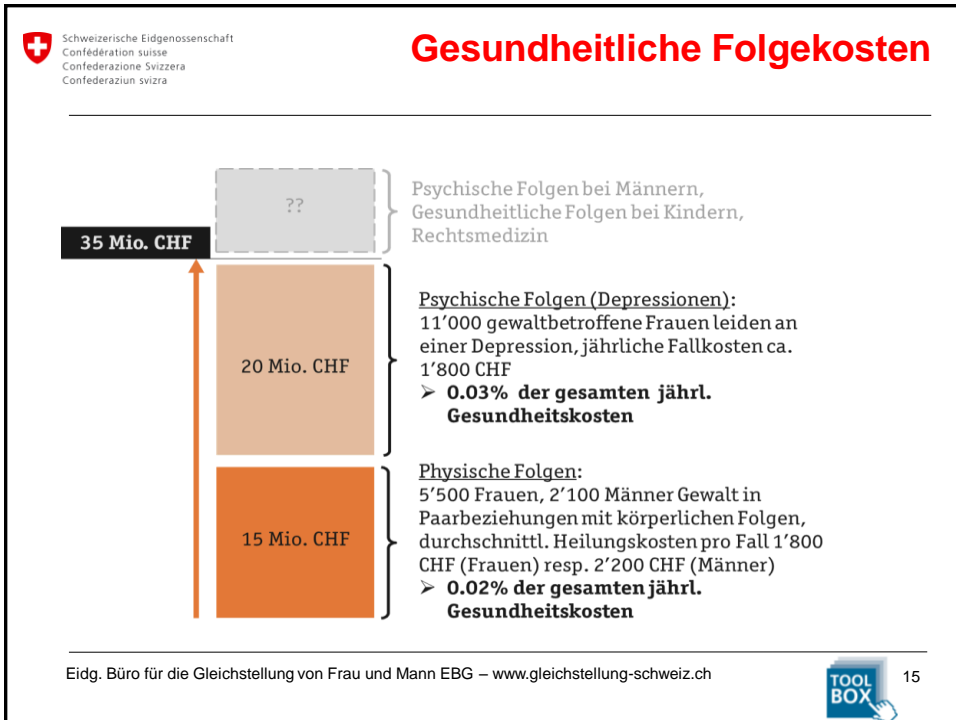 Schweizerische Eidgenossenschaft
Confédération suisse
Confederazione Svizzera
Confederaziun svizra
Gesundheitliche Folgekosten
??
Psychische Folgen bei Männern,
Gesundheitliche Folgen bei Kindern,
Rechtsmedizin
35 Mio. CHF
20 Mio. CHF
Psychische Folgen (Depressionen):
11’000 gewaltbetroffene Frauen leiden an
einer Depression, jährliche Fallkosten ca.
1’800 CHF
➢ 0.03% der gesamten jährl.
Gesundheitskosten
15 Mio. CHF
Physische Folgen:
5’500 Frauen, 2’100 Männer Gewalt in
Paarbeziehungen mit körperlichen Folgen,
durchschnittl. Heilungskosten pro Fall 1’800
CHF (Frauen) resp. 2’200 CHF (Männer)
➢ 0.02% der gesamten jährl.
Gesundheitskosten
Eidg. Büro für die Gleichstellung von Frau und Mann EBG – www.gleichstellung-schweiz.ch
TOOL
BOX
15